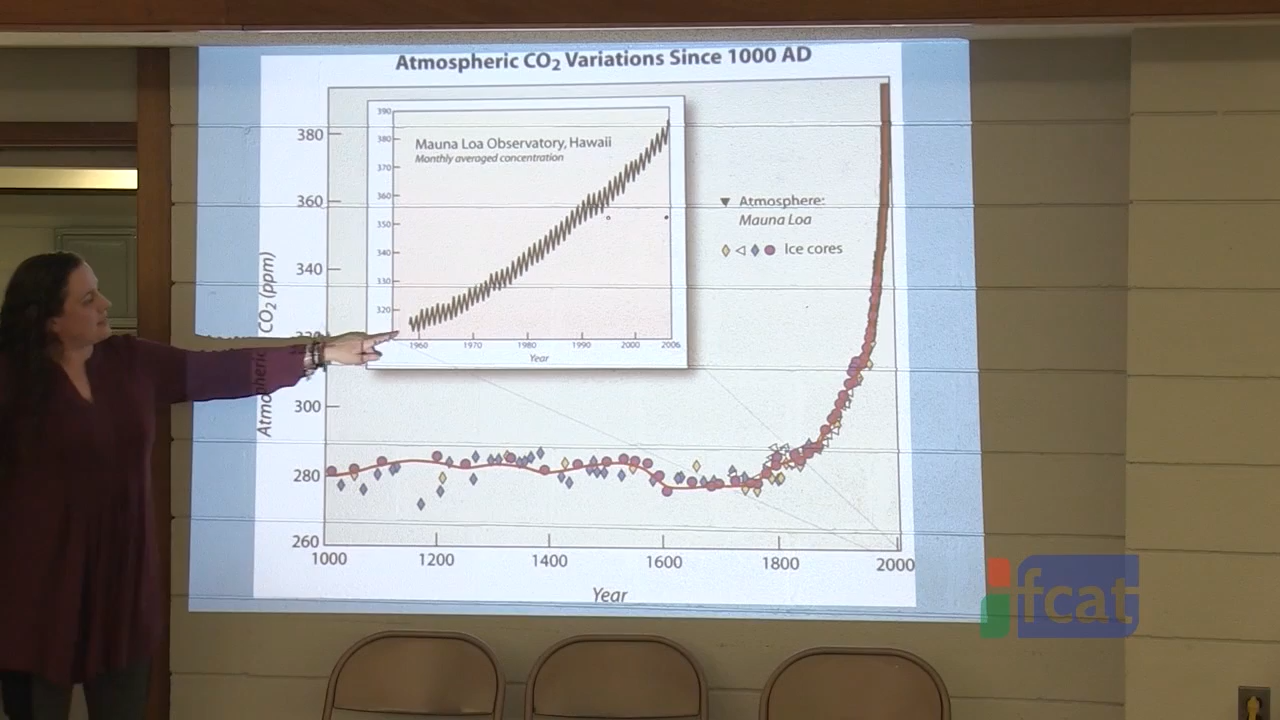 Atmospheric CO2 Variations Since 1000 AD
Atmospheric CO2 (ppm)
380
360
340
300
280
260
1000
1200
1400
1600
1800
2000
Year
Mauna Loa Observatory, Hawaii
Monthly averaged concentration
390
380
370
360
350
340
330
320
1960
1970
1980
1990
2000
2006
Year
Atmosphere:
Mauna Loa
Ice cores
fcat